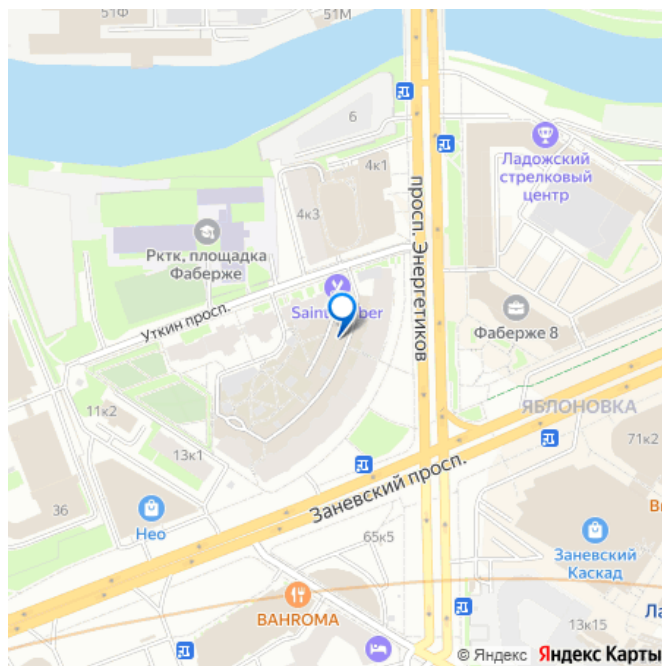 51Ф
51М
6
4к1
Ладожский
стрелковый
центр
4к3
просп. Энергетиков
Рктк, площадка
Фаберже
Уткин просп.
Фаберже 8
ЯБЛОНОВКА
11к2
13к1
71к2
36
Нео
Заневский просп.
65к5
Заневский
Каскад
BAHROMA
13к15
© Яндекс Яндекс Карты